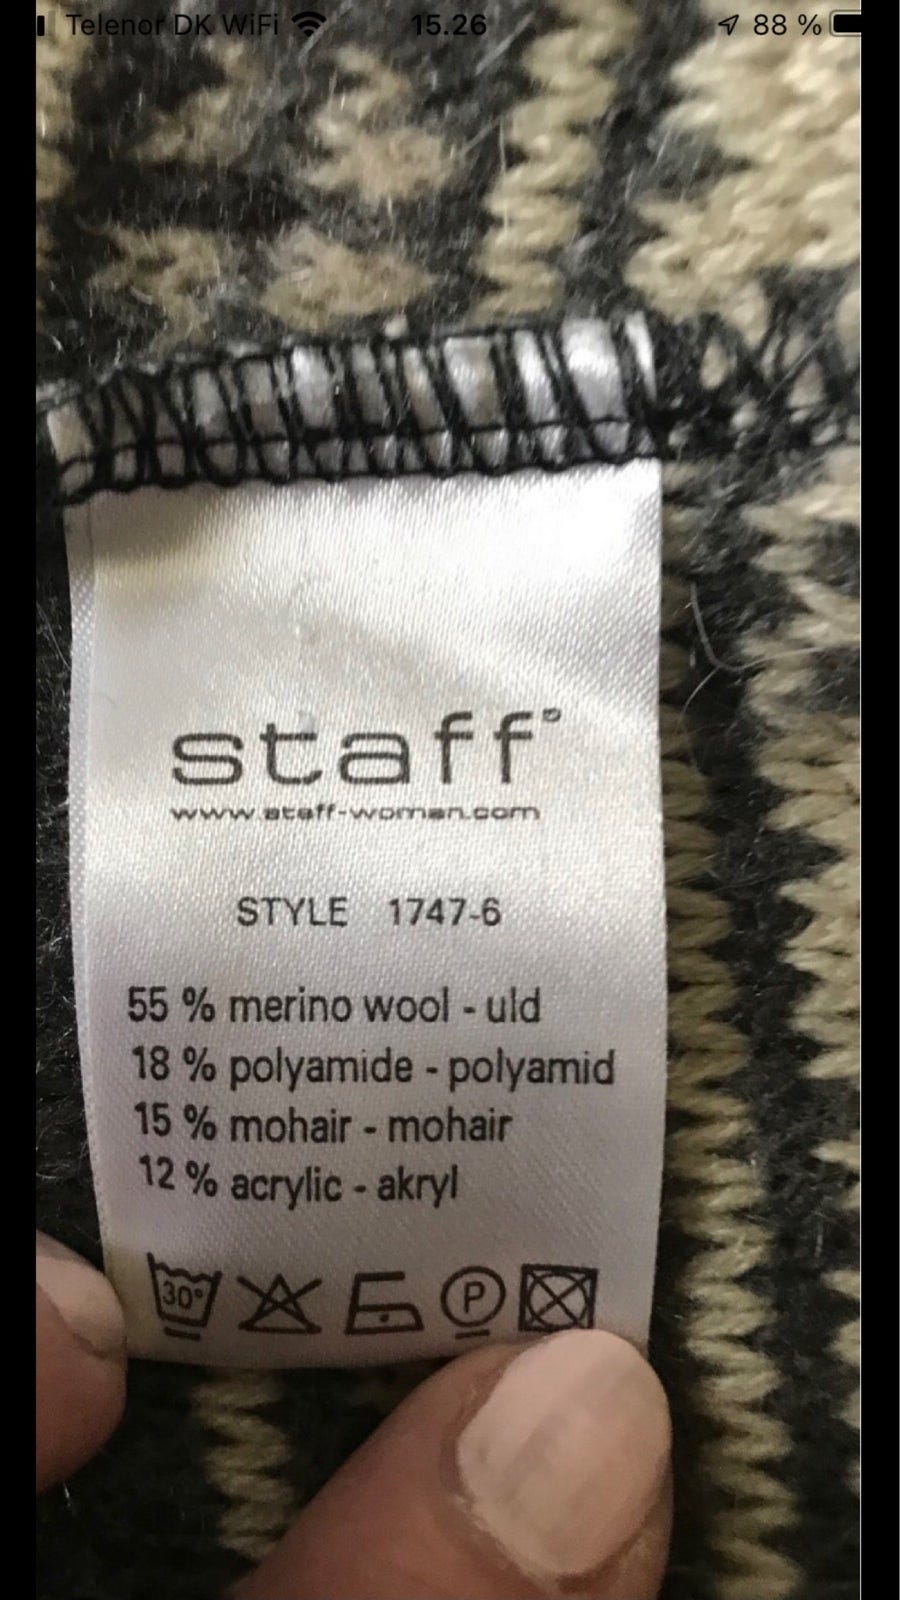 Telenor DK WiFi 15.26 88 %
staff®
www.staff-woman.com
STYLE 1747-6
55 % merino wool - uld
18 % polyamide - polyamid
15 % mohair - mohair
12 % acrylic - akryl
30° P